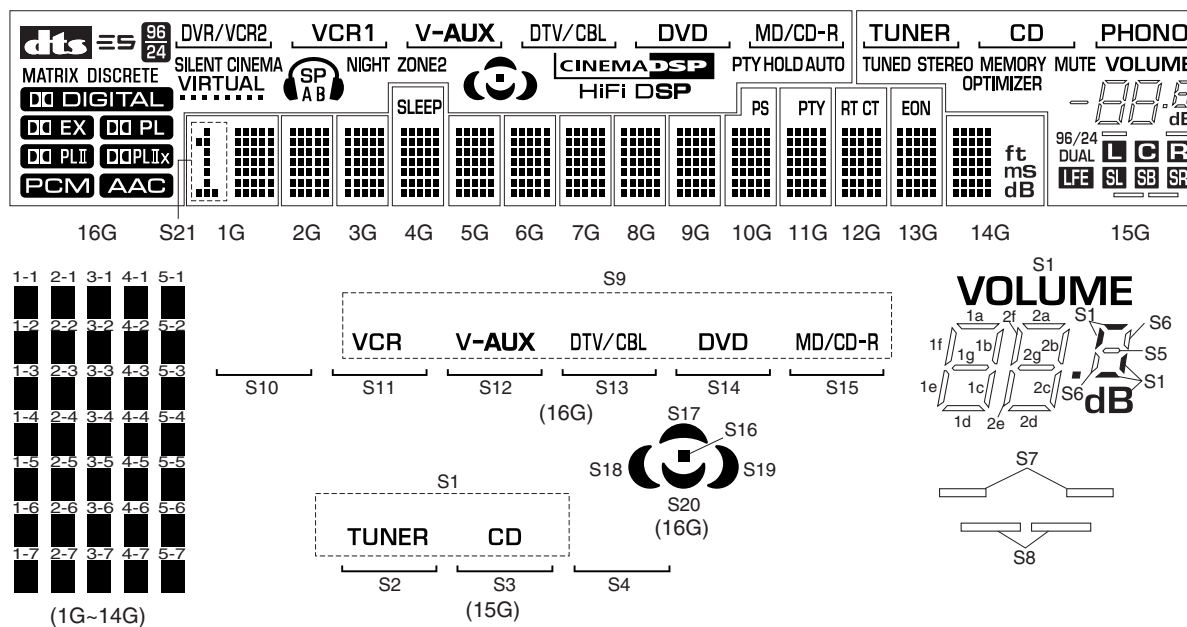 dts ES 96 24 DVR/VCR2 VCR1 V-AUX DTV/CBL DVD MD/CD-R TUNER CD PHONO
MATRIX DISCRETE SILENT CINEMA VIRTUAL SP A B NIGHT ZONE2 CINEMA DSP PTY HOLD AUTO TUNED STEREO MEMORY MUTE VOLUME
HiFi DSP OPTIMIZER
DIGITAL SLEEP PS PTY RT CT EON dB
EX PL 96/24 L C R
PL II PL IIx ft DUAL
PCM AAC mS LFE SL SB SR
dB
16G S21 1G 2G 3G 4G 5G 6G 7G 8G 9G 10G 11G 12G 13G 14G 15G
1-1 2-1 3-1 4-1 5-1
1-2 2-2 3-2 4-2 5-2
1-3 2-3 3-3 4-3 5-3
1-4 2-4 3-4 4-4 5-4
1-5 2-5 3-5 4-5 5-5
1-6 2-6 3-6 4-6 5-6
1-7 2-7 3-7 4-7 5-7
(1G~14G)
S9
VCR V-AUX DTV/CBL DVD MD/CD-R
S10 S11 S12 S13 S14 S15
(16G)
S17
S16
S18 S19
S20
(16G)
S1
TUNER CD
S2 S3 S4
(15G)
S1
VOLUME
1a 2f 2a S1
1f 1b 2b S6
1g 2g S5
1e 1c 2c S6 S1
dB
1d 2e 2d
S7
S8